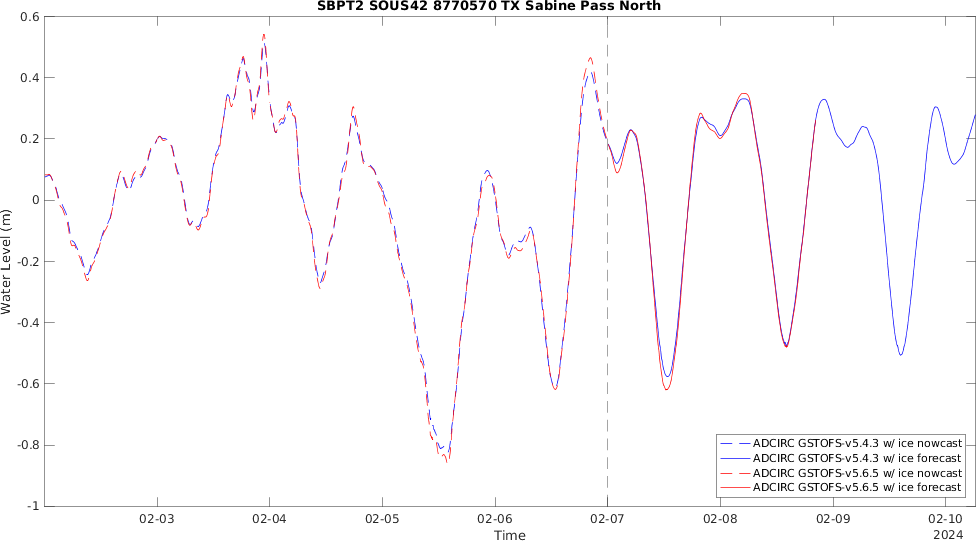 SBPT2 SOUS42 8770570 TX Sabine Pass North
0.6
0.4
0.2
0
-0.2
-0.4
-0.6
-0.8
-1
Water Level (m)
02-03
02-04
02-05
02-06
02-07
02-08
02-09
02-10
Time
2024
ADCIRC GSTOFS-v5.4.3 w/ ice nowcast
ADCIRC GSTOFS-v5.4.3 w/ ice forecast
ADCIRC GSTOFS-v5.6.5 w/ ice nowcast
ADCIRC GSTOFS-v5.6.5 w/ ice forecast